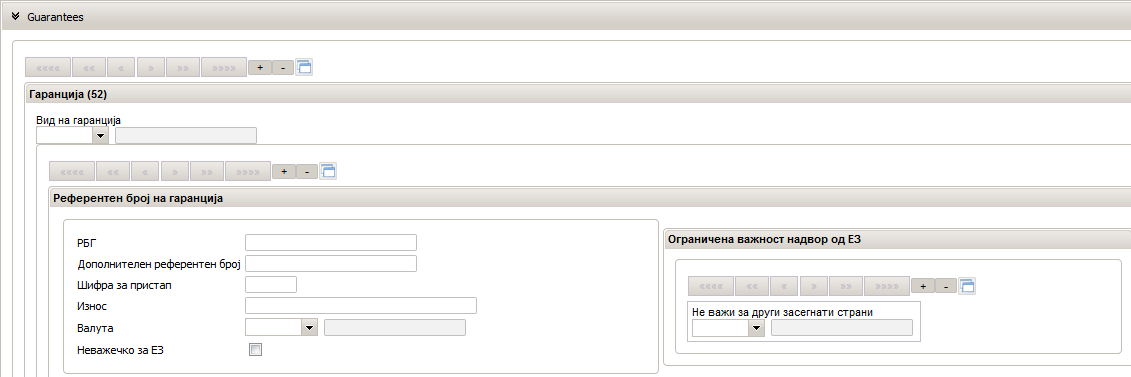 Guarantees
«««« «« « » »» »»»» + -
Гаранција (52)
Вид на гаранција
«««« «« « » »» »»»» + -
Референтен број на гаранција
РБГ
Дополнителен референтен број
Шифра за пристап
Износ
Валута
Неважечко за ЕЗ
Ограничена важност надвор од ЕЗ
«««« «« « » »» »»»» + -
Не важи за други засегнати страни